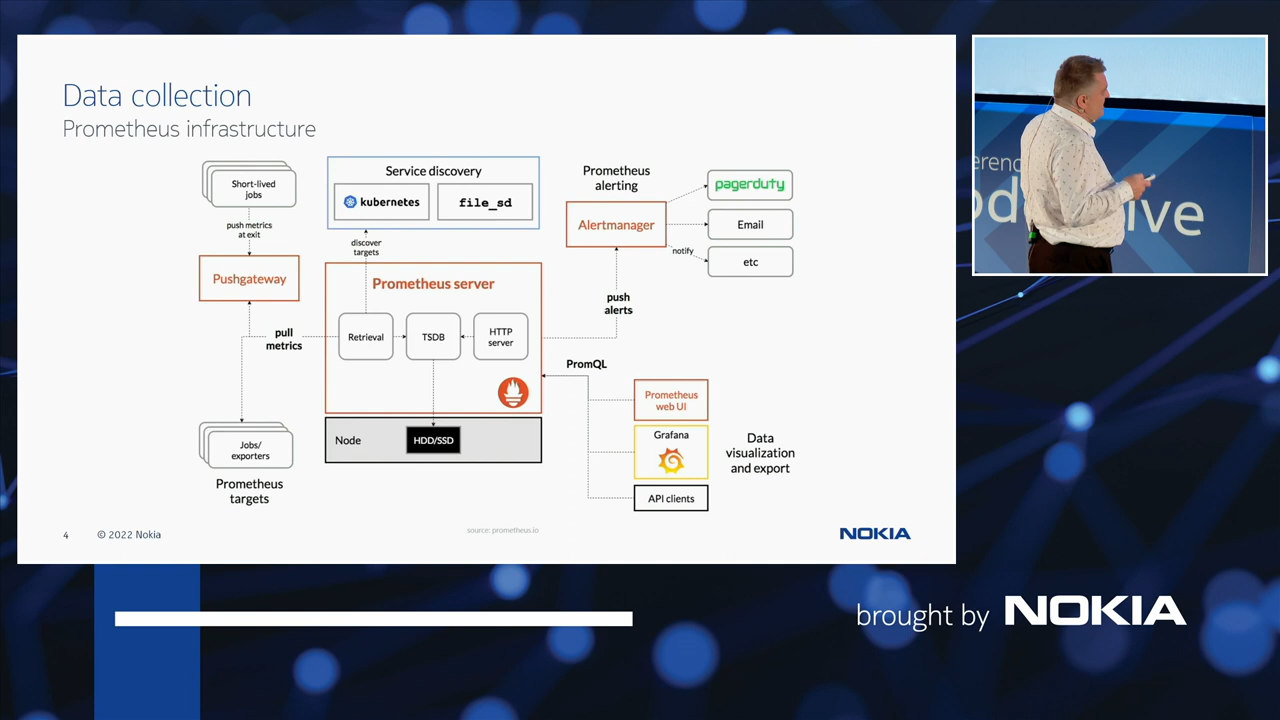 Data collection
Prometheus infrastructure
Short-lived
jobs
push metrics
at exit
Pushgateway
pull
metrics
Jobs/
exporters
Prometheus
targets
Service discovery
kubernetes
file_sd
discover
targets
Prometheus server
Retrieval
TSDB
HTTP
server
Node
HDD/SSD
Prometheus
alerting
Alertmanager
pagerduty
Email
etc
notify
push
alerts
PromQL
Prometheus
web UI
Grafana
API clients
Data
visualization
and export
4
© 2022 Nokia
source: prometheus.io
NOKIA
brought by NOKIA